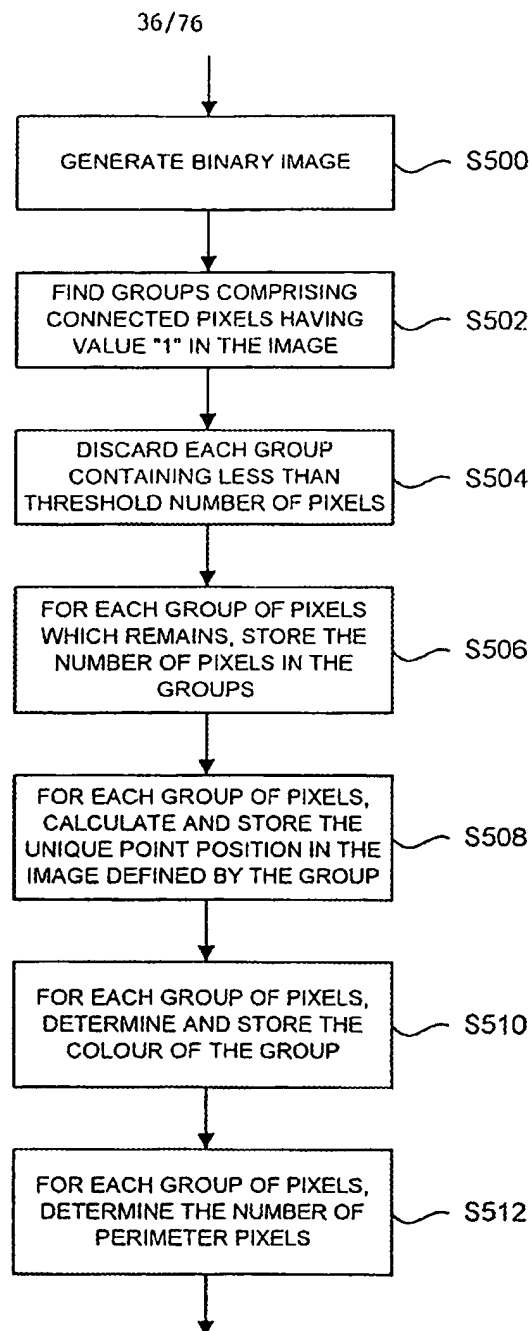 36/76
GENERATE BINARY IMAGE
S500
FIND GROUPS COMPRISING
CONNECTED PIXELS HAVING
VALUE "1" IN THE IMAGE
S502
DISCARD EACH GROUP
CONTAINING LESS THAN
THRESHOLD NUMBER OF PIXELS
S504
FOR EACH GROUP OF PIXELS
WHICH REMAINS, STORE THE
NUMBER OF PIXELS IN THE
GROUPS
S506
FOR EACH GROUP OF PIXELS,
CALCULATE AND STORE THE
UNIQUE POINT POSITION IN THE
IMAGE DEFINED BY THE GROUP
S508
FOR EACH GROUP OF PIXELS,
DETERMINE AND STORE THE
COLOUR OF THE GROUP
S510
FOR EACH GROUP OF PIXELS,
DETERMINE THE NUMBER OF
PERIMETER PIXELS
S512